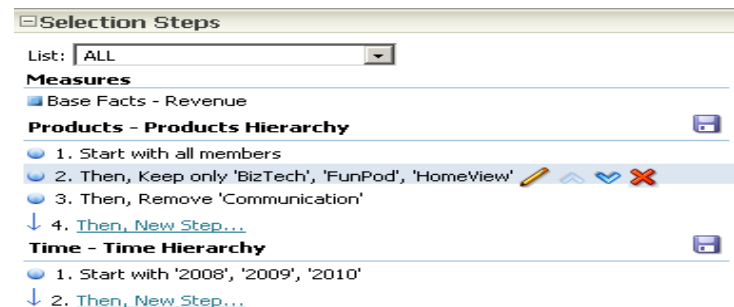 Selection Steps
List: ALL
Measures
Base Facts - Revenue
Products - Products Hierarchy
1. Start with all members
2. Then, Keep only 'BizTech', 'FunPod', 'HomeView'
3. Then, Remove 'Communication'
4. Then, New Step...
Time - Time Hierarchy
1. Start with '2008', '2009', '2010'
2. Then, New Step...